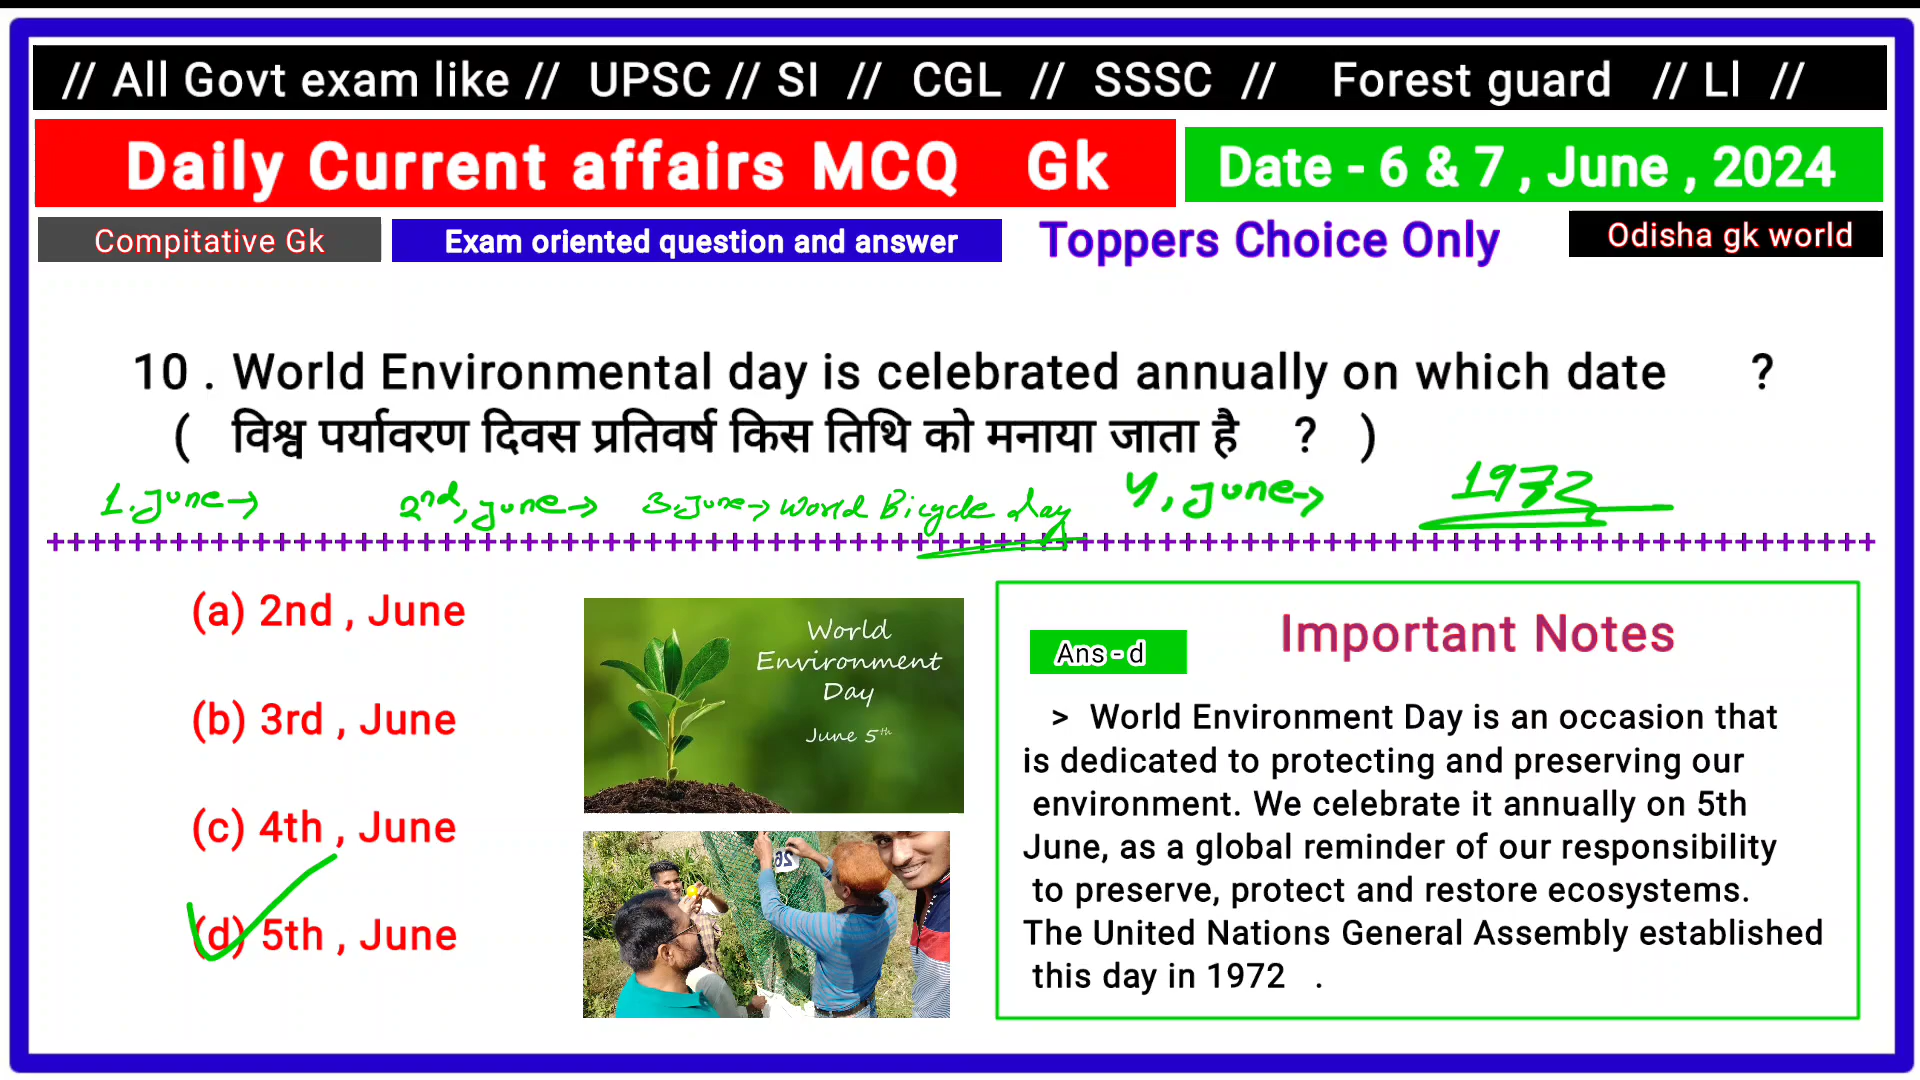 // All Govt exam like // UPSC // SI // CGL // SSSC // Forest guard // LI //
Daily Current affairs MCQ Gk
Date - 6 & 7 , June , 2024
Compitative Gk
Exam oriented question and answer
Toppers Choice Only
Odisha gk world
10 . World Environmental day is celebrated annually on which date ?
( विश्व पर्यावरण दिवस प्रतिवर्ष किस तिथि को मनाया जाता है ? )
1. June →
2nd, June →
3. June → World Bicycle day
4, June →
1972
++++++++++++++++++++++++++++++++++++++++++++++++++++++++++++++++++++++++++++++++++++++++++
(a) 2nd , June
(b) 3rd , June
(c) 4th , June
(d) 5th , June
World
Environment
Day
June 5th
26
Ans - d
Important Notes
> World Environment Day is an occasion that
is dedicated to protecting and preserving our
environment. We celebrate it annually on 5th
June, as a global reminder of our responsibility
to preserve, protect and restore ecosystems.
The United Nations General Assembly established
this day in 1972 .